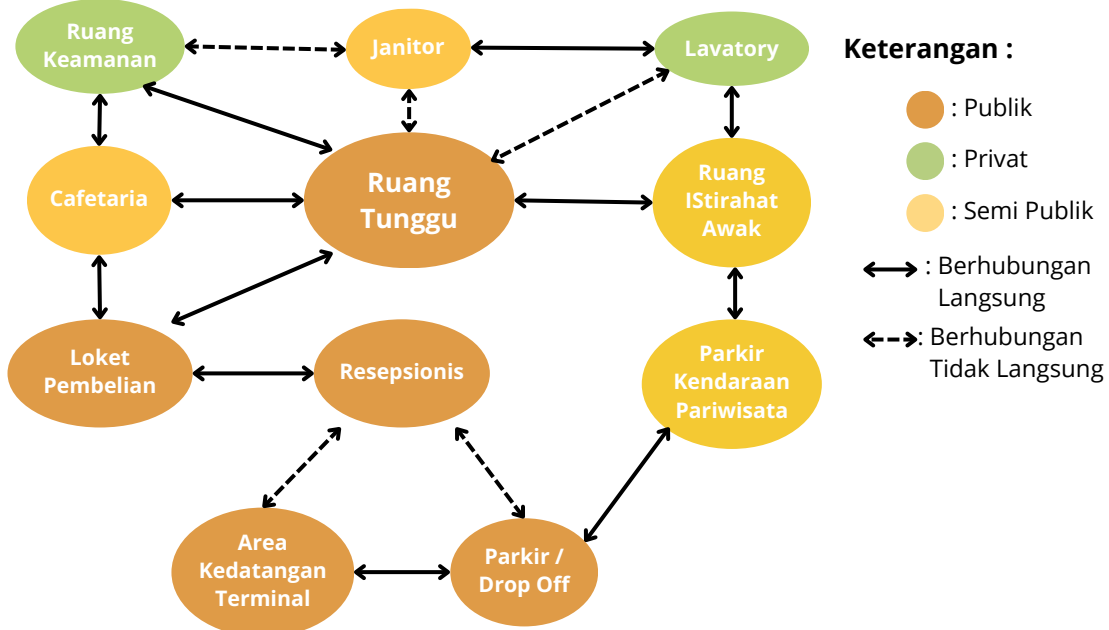 Ruang
Keamanan
Janitor
Lavatory
Keterangan :
: Publik
: Privat
: Semi Publik
: Berhubungan
Langsung
: Berhubungan
Tidak Langsung
Cafetaria
Ruang
Tunggu
Ruang
IStirahat
Awak
Loket
Pembelian
Resepsionis
Parkir
Kendaraan
Pariwisata
Area
Kedatangan
Terminal
Parkir /
Drop Off